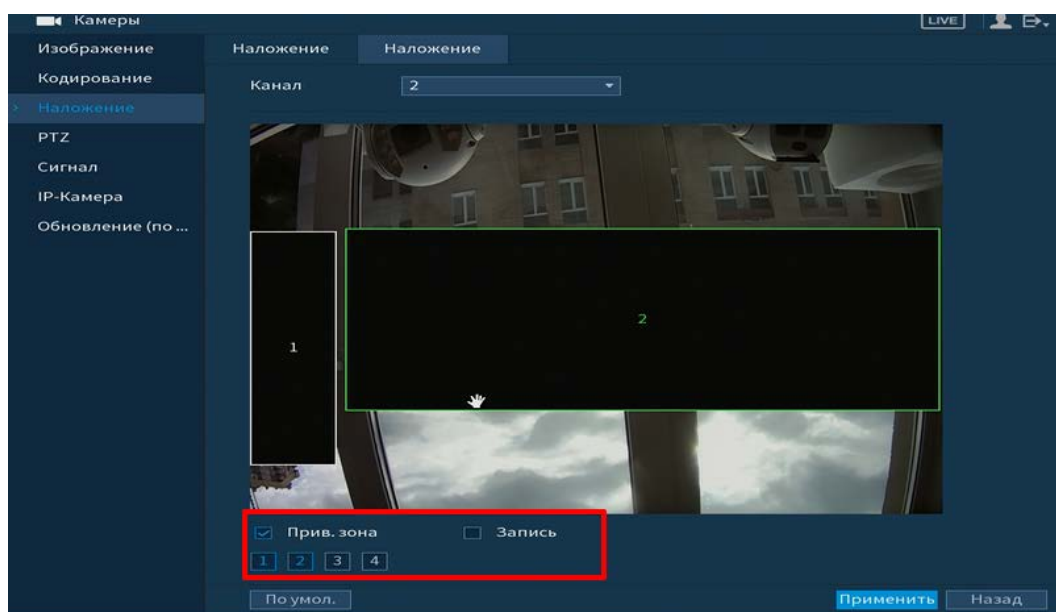 Камеры
LIVE
Изображение
Кодирование
Наложение
PTZ
Сигнал
IP-Камера
Обновление (по ...
Наложение Наложение
Канал 2
1
2
Прив. зона Запись
1 2 3 4
По умол. Применить Назад